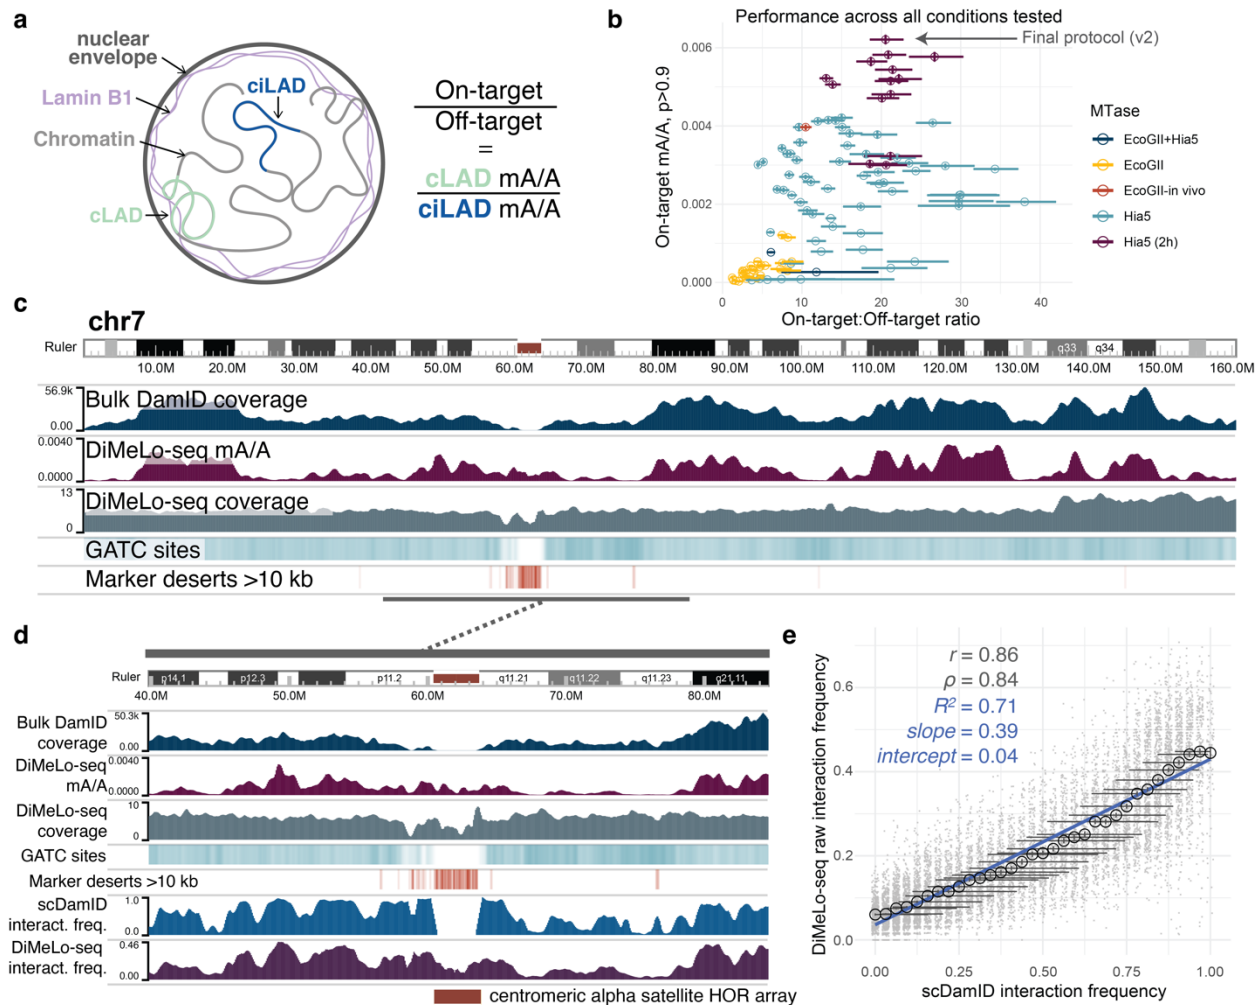 a
nuclear
envelope
Lamin B1
Chromatin
cLAD
ciLAD
On-target
Off-target
=
cLAD mA/A
ciLAD mA/A
b
Performance across all conditions tested
Final protocol (v2)
On-target mA/A, p>0.9
0.006
0.004
0.002
0.000
0 10 20 30 40
On-target:Off-target ratio
MTase
EcoGII+Hia5
EcoGII
EcoGII-in vivo
Hia5
Hia5 (2h)
c
chr7
Ruler
q33 q34
10.0M 20.0M 30.0M 40.0M 50.0M 60.0M 70.0M 80.0M 90.0M 100.0M 110.0M 120.0M 130.0M 140.0M 150.0M 160.0M
56.9k
Bulk DamID coverage
0.00
0.0040
DiMeLo-seq mA/A
0.0000
13
DiMeLo-seq coverage
0
GATC sites
Marker deserts >10 kb
d
Ruler
p14.1 p12.3 p11.2 q11.21 q11.22 q11.23 q21.11
40.0M 50.0M 60.0M 70.0M 80.0M
Bulk DamID
coverage
50.3k
0.00
DiMeLo-seq
mA/A
0.0040
0.0000
DiMeLo-seq
coverage
10
0
GATC sites
Marker deserts >10 kb
scDamID
interact. freq.
1.0
0.0
DiMeLo-seq
interact. freq.
0.46
0.00
centromeric alpha satellite HOR array
e
r = 0.86
ρ = 0.84
R² = 0.71
slope = 0.39
intercept = 0.04
DiMeLo-seq raw interaction frequency
0.6
0.4
0.2
0.0
0.00 0.25 0.50 0.75 1.00
scDamID interaction frequency